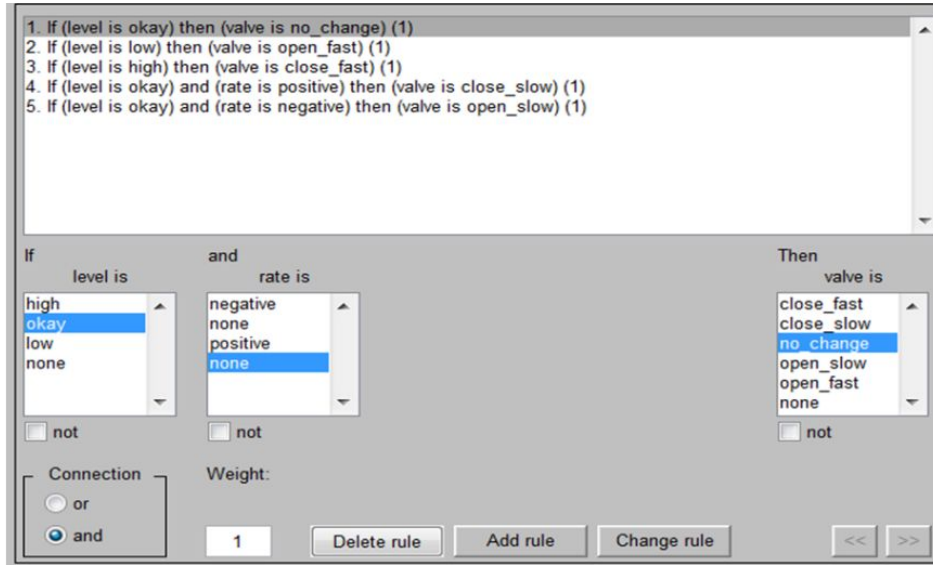 1. If (level is okay) then (valve is no_change) (1)
2. If (level is low) then (valve is open_fast) (1)
3. If (level is high) then (valve is close_fast) (1)
4. If (level is okay) and (rate is positive) then (valve is close_slow) (1)
5. If (level is okay) and (rate is negative) then (valve is open_slow) (1)
If
level is
high
okay
low
none
not
and
rate is
negative
none
positive
none
not
Then
valve is
close_fast
close_slow
no_change
open_slow
open_fast
none
not
Connection
or
and
Weight:
1
Delete rule
Add rule
Change rule
<<
>>